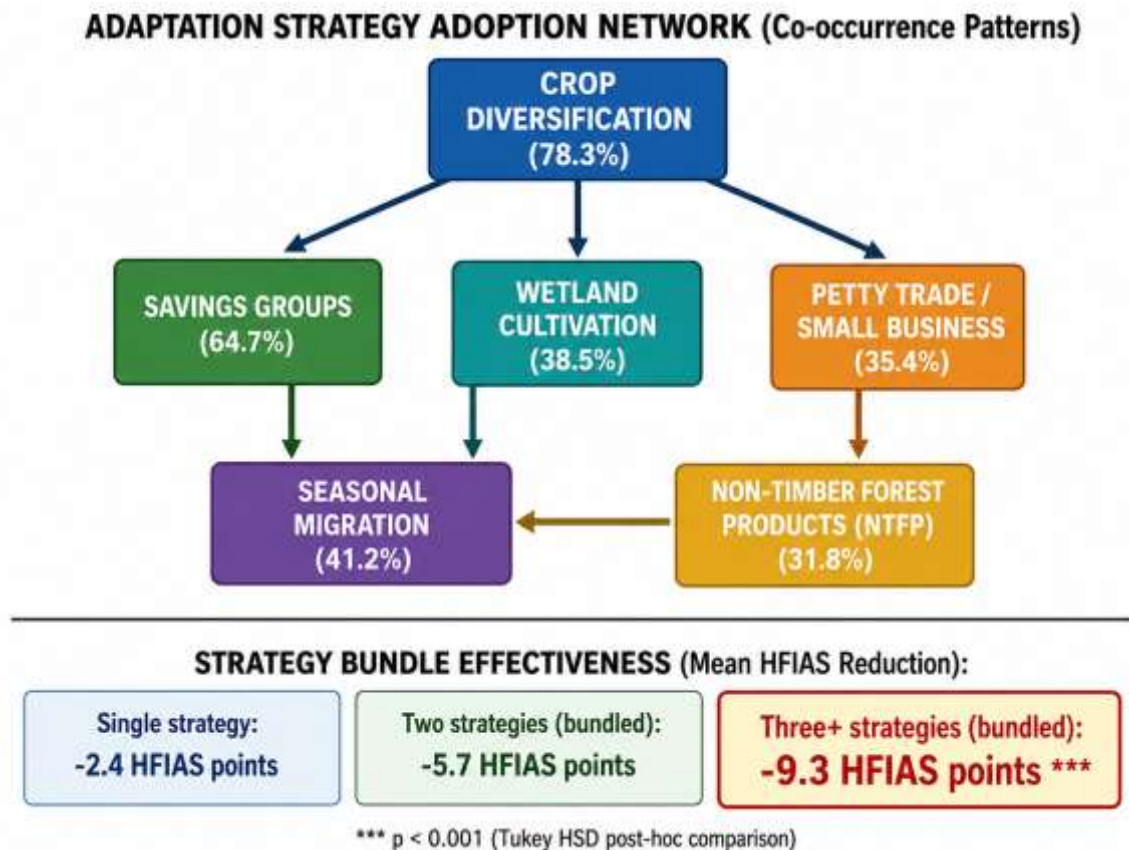 ADAPTATION STRATEGY ADOPTION NETWORK (Co-occurrence Patterns)
CROP
DIVERSIFICATION
(78.3%)
SAVINGS GROUPS
(64.7%)
WETLAND
CULTIVATION
(38.5%)
PETTY TRADE /
SMALL BUSINESS
(35.4%)
SEASONAL
MIGRATION
(41.2%)
NON-TIMBER FOREST
PRODUCTS (NTFP)
(31.8%)
STRATEGY BUNDLE EFFECTIVENESS (Mean HFIAS Reduction):
Single strategy:
-2.4 HFIAS points
Two strategies (bundled):
-5.7 HFIAS points
Three+ strategies (bundled):
-9.3 HFIAS points ***
*** p < 0.001 (Tukey HSD post-hoc comparison)